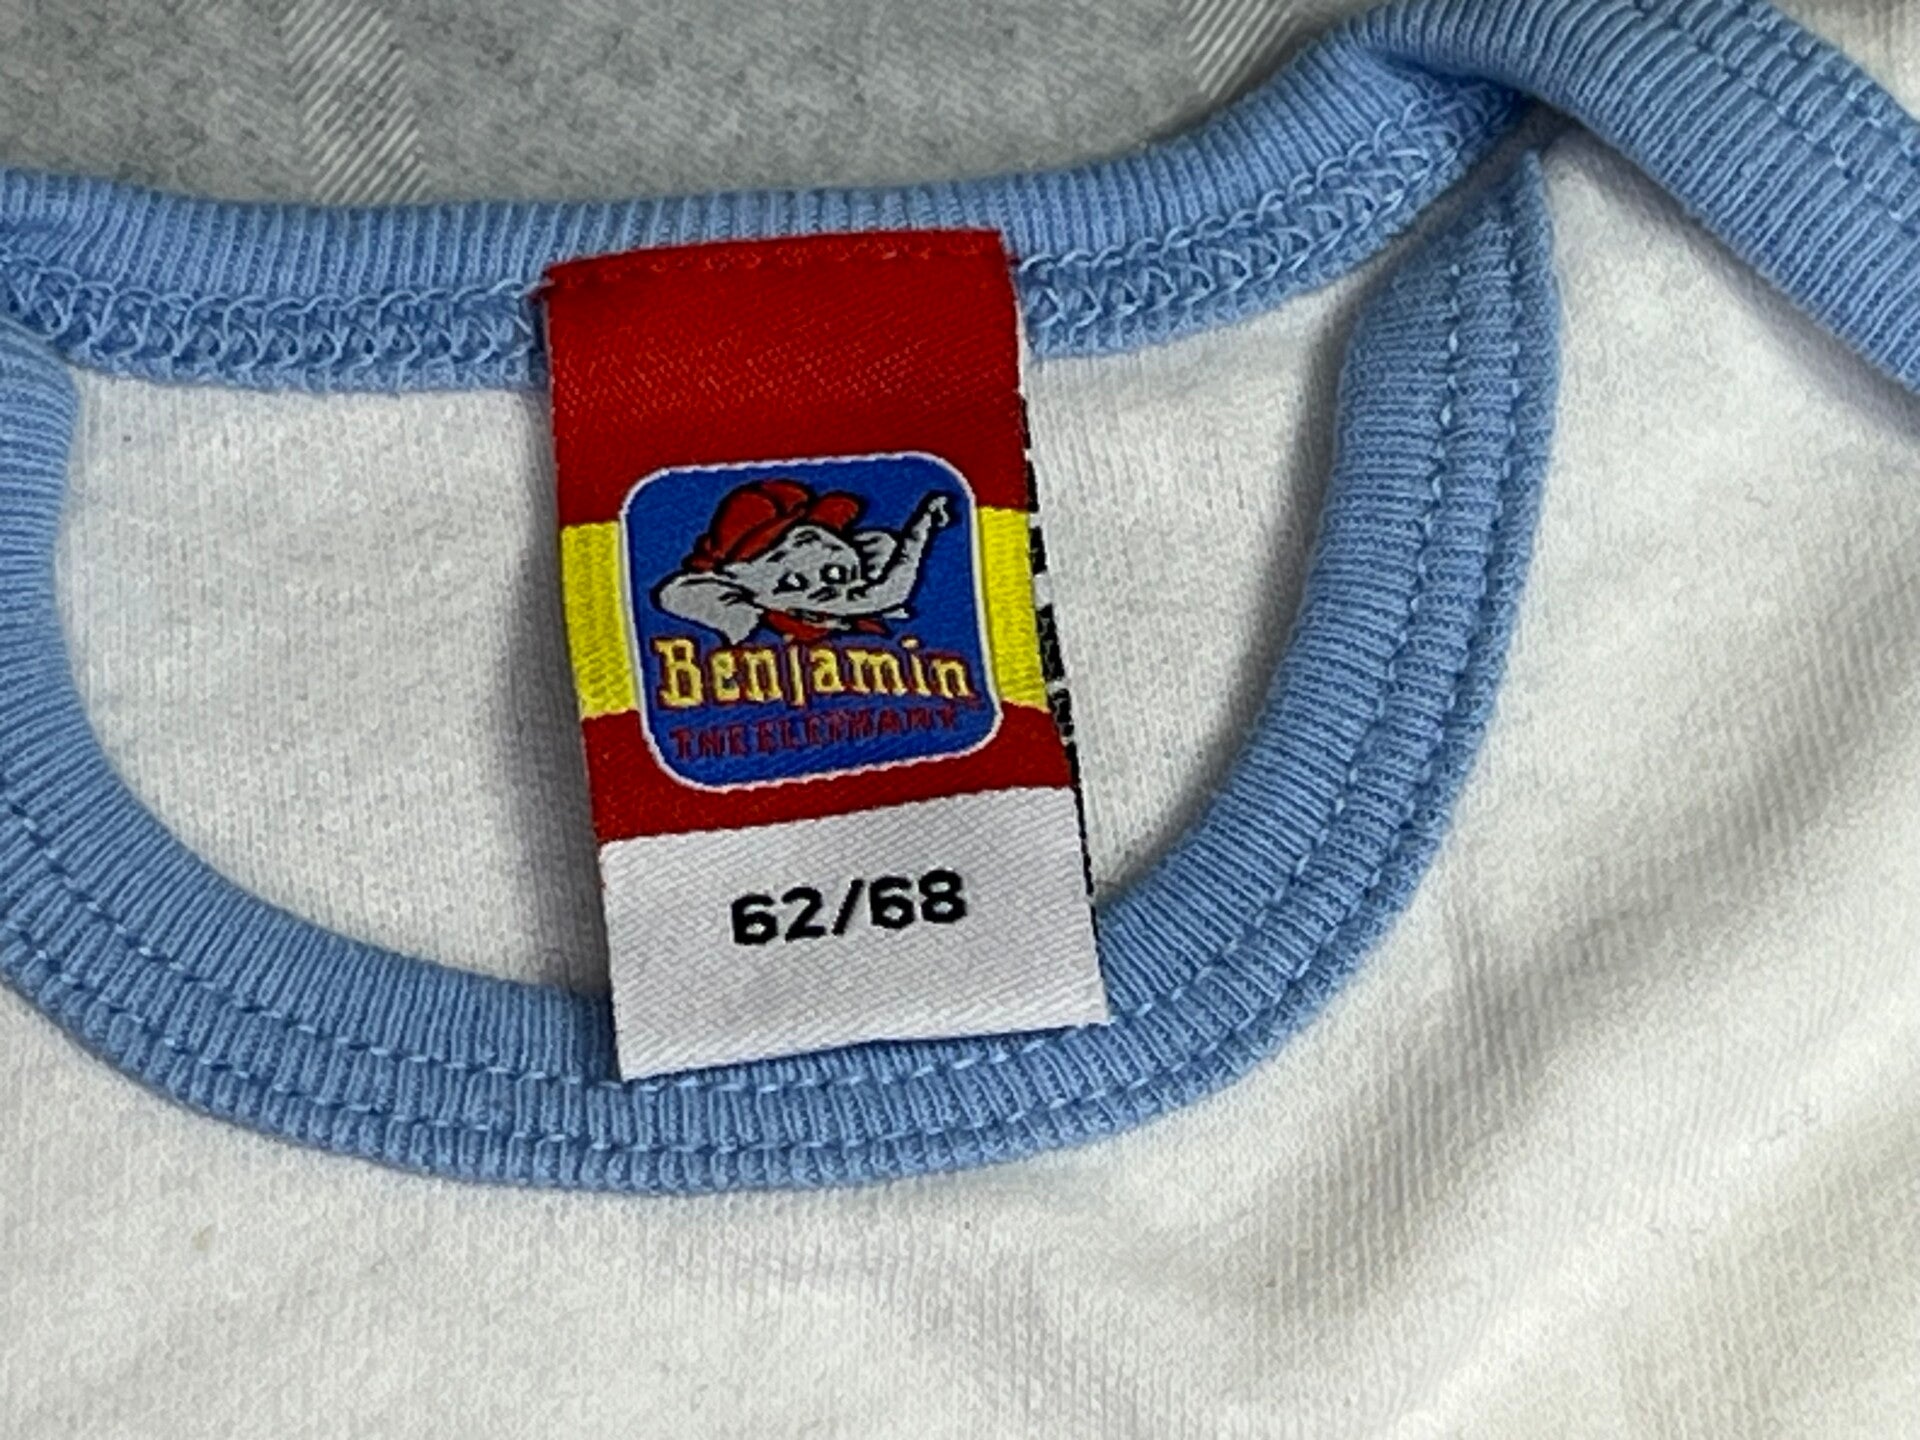 Benjamin
THE ELEPHANT
62/68